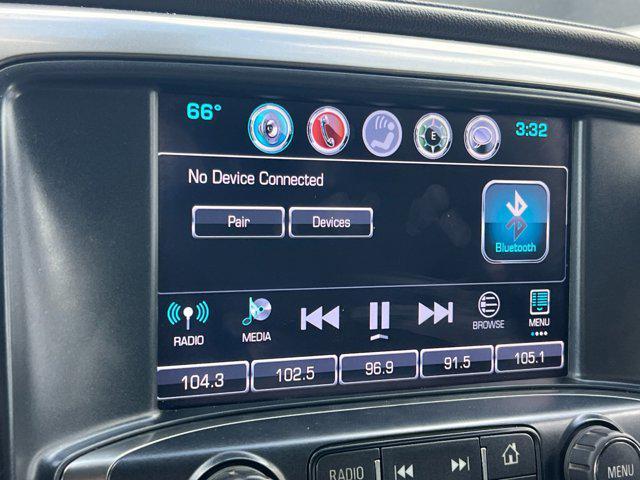 66° E 3:32
No Device Connected
Pair Devices
Bluetooth
RADIO MEDIA BROWSE MENU
104.3 102.5 96.9 91.5 105.1
RADIO MENU